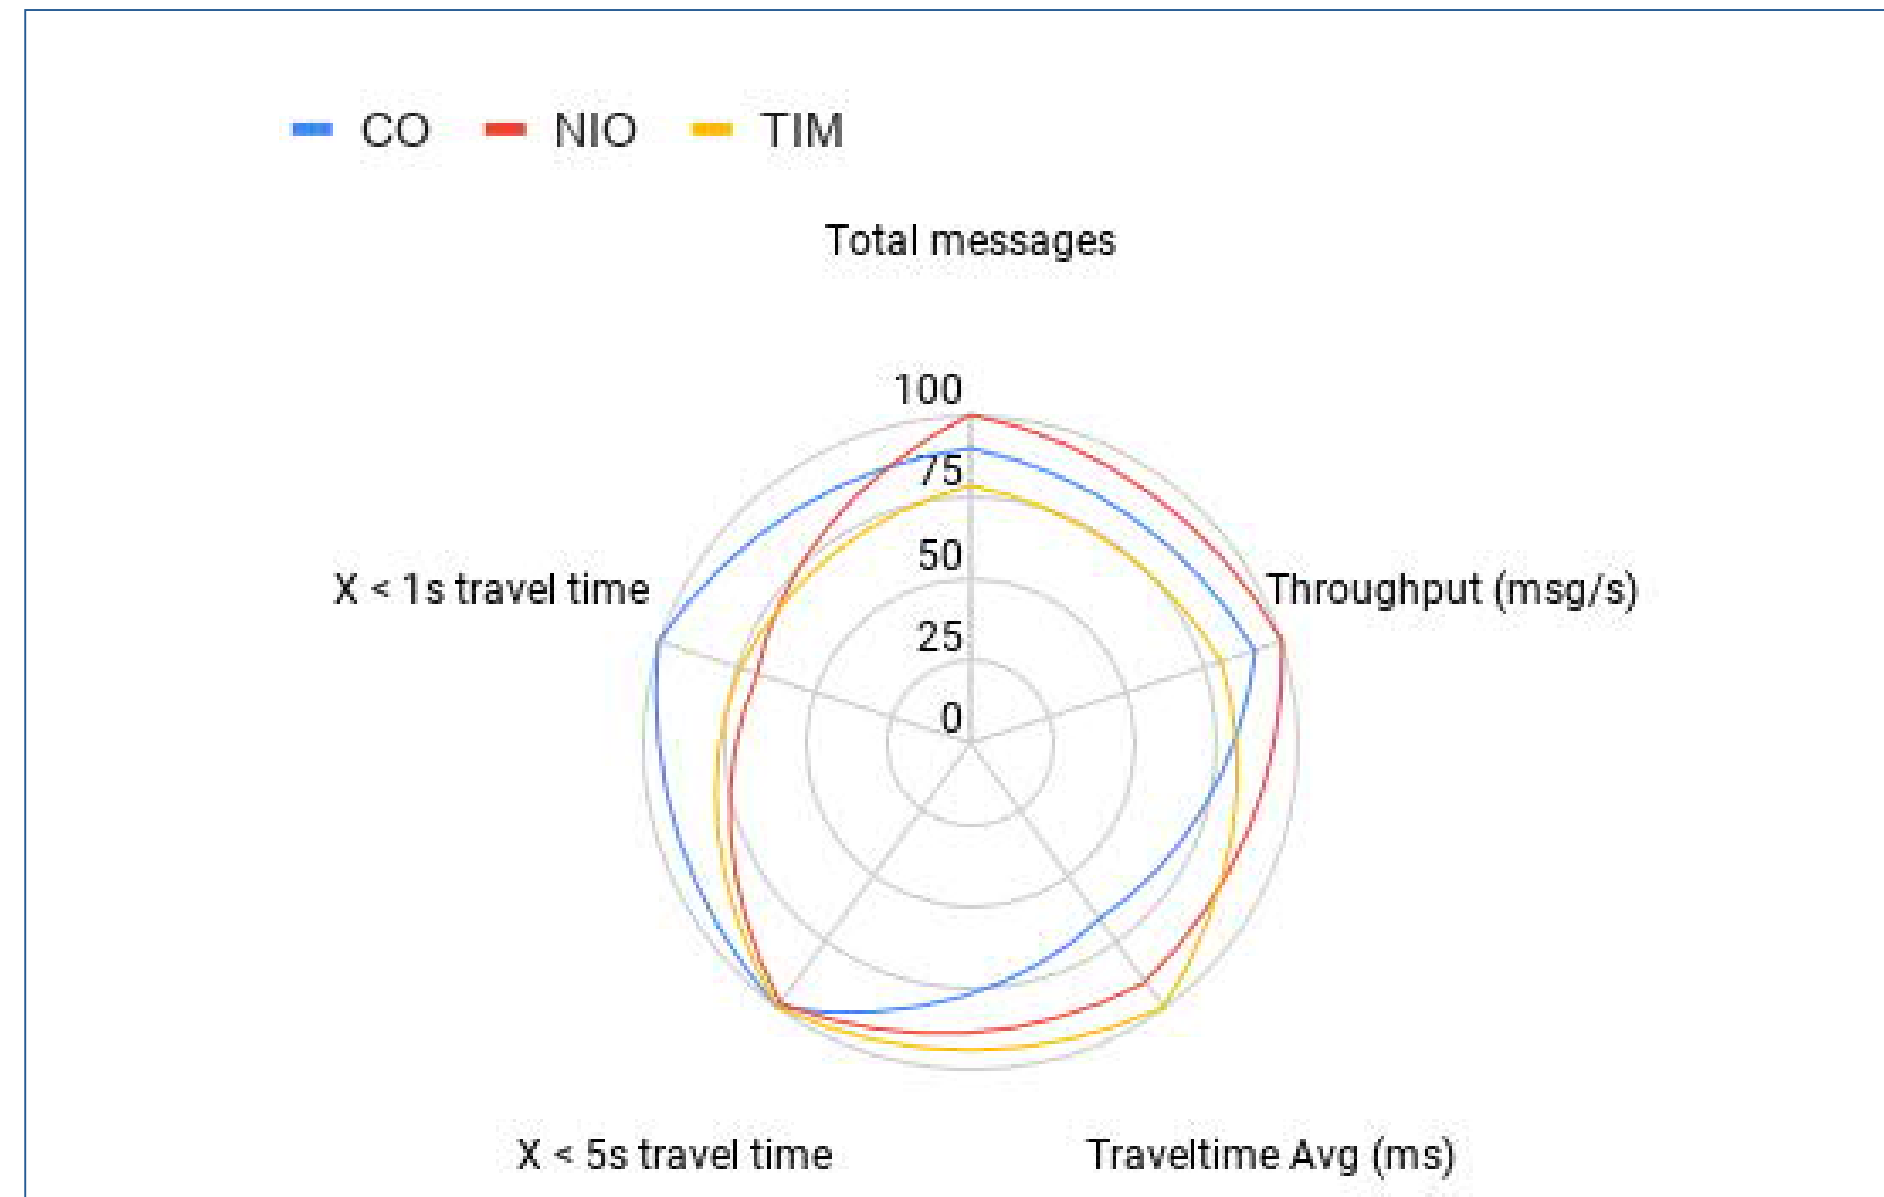 CO NIO TIM
Total messages
100
75
50
25
0
X < 1s travel time
Throughput (msg/s)
X < 5s travel time
Traveltime Avg (ms)